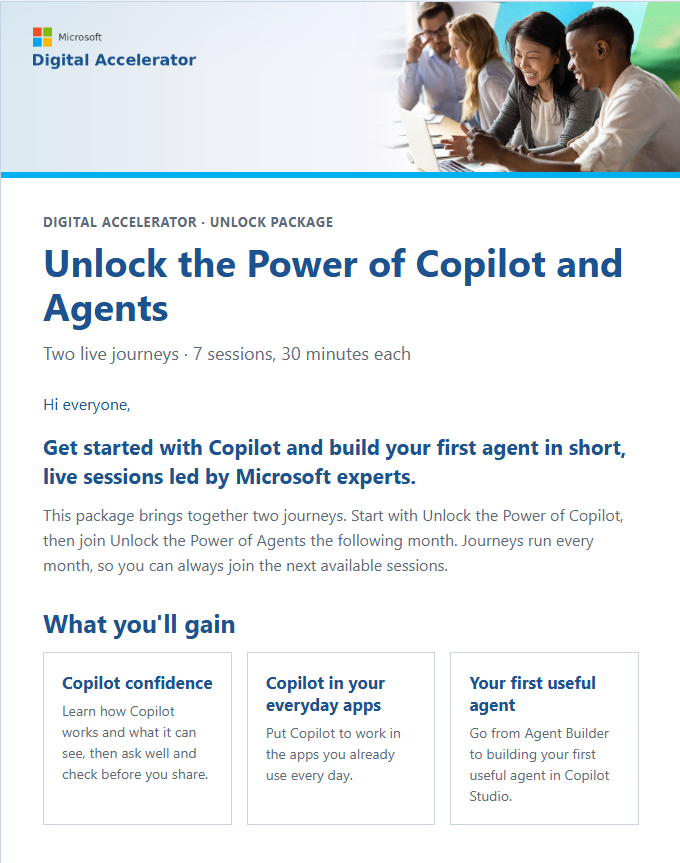 Microsoft
Digital Accelerator
DIGITAL ACCELERATOR · UNLOCK PACKAGE
Unlock the Power of Copilot and
Agents
Two live journeys · 7 sessions, 30 minutes each
Hi everyone,
Get started with Copilot and build your first agent in short,
live sessions led by Microsoft experts.
This package brings together two journeys. Start with Unlock the Power of Copilot,
then join Unlock the Power of Agents the following month. Journeys run every
month, so you can always join the next available sessions.
What you'll gain
Copilot confidence
Learn how Copilot
works and what it can
see, then ask well and
check before you share.
Copilot in your
everyday apps
Put Copilot to work in
the apps you already
use every day.
Your first useful
agent
Go from Agent Builder
to building your first
useful agent in Copilot
Studio.